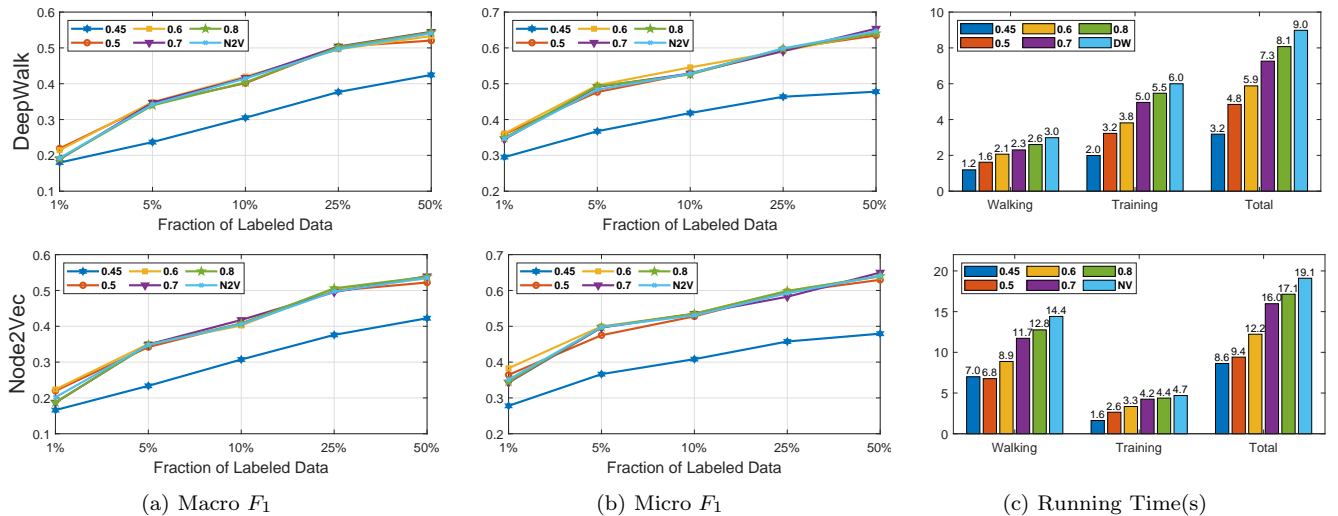 DeepWalk
0.6
0.5
0.4
0.3
0.2
0.1
0.45 0.6 0.8
0.5 0.7 N2V
1% 5% 10% 25% 50%
Fraction of Labeled Data
0.7
0.6
0.5
0.4
0.3
0.2
0.45 0.6 0.8
0.5 0.7 N2V
1% 5% 10% 25% 50%
Fraction of Labeled Data
10
8
6
4
2
0
0.45 0.6 0.8
0.5 0.7 DW
1.2 1.6 2.1 2.3 2.6 3.0
2.0 3.2 3.8 5.0 5.5 6.0
3.2 4.8 5.9 7.3 8.1 9.0
Walking Training Total
Node2Vec
0.6
0.5
0.4
0.3
0.2
0.1
0.45 0.6 0.8
0.5 0.7 N2V
1% 5% 10% 25% 50%
Fraction of Labeled Data
0.7
0.6
0.5
0.4
0.3
0.2
0.45 0.6 0.8
0.5 0.7 N2V
1% 5% 10% 25% 50%
Fraction of Labeled Data
20
15
10
5
0
0.45 0.6 0.8
0.5 0.7 NV
7.0 6.8 8.9 11.7 12.8 14.4
1.6 2.6 3.3 4.2 4.4 4.7
8.6 9.4 12.2 16.0 17.1 19.1
Walking Training Total
(a) Macro F1
(b) Micro F1
(c) Running Time(s)